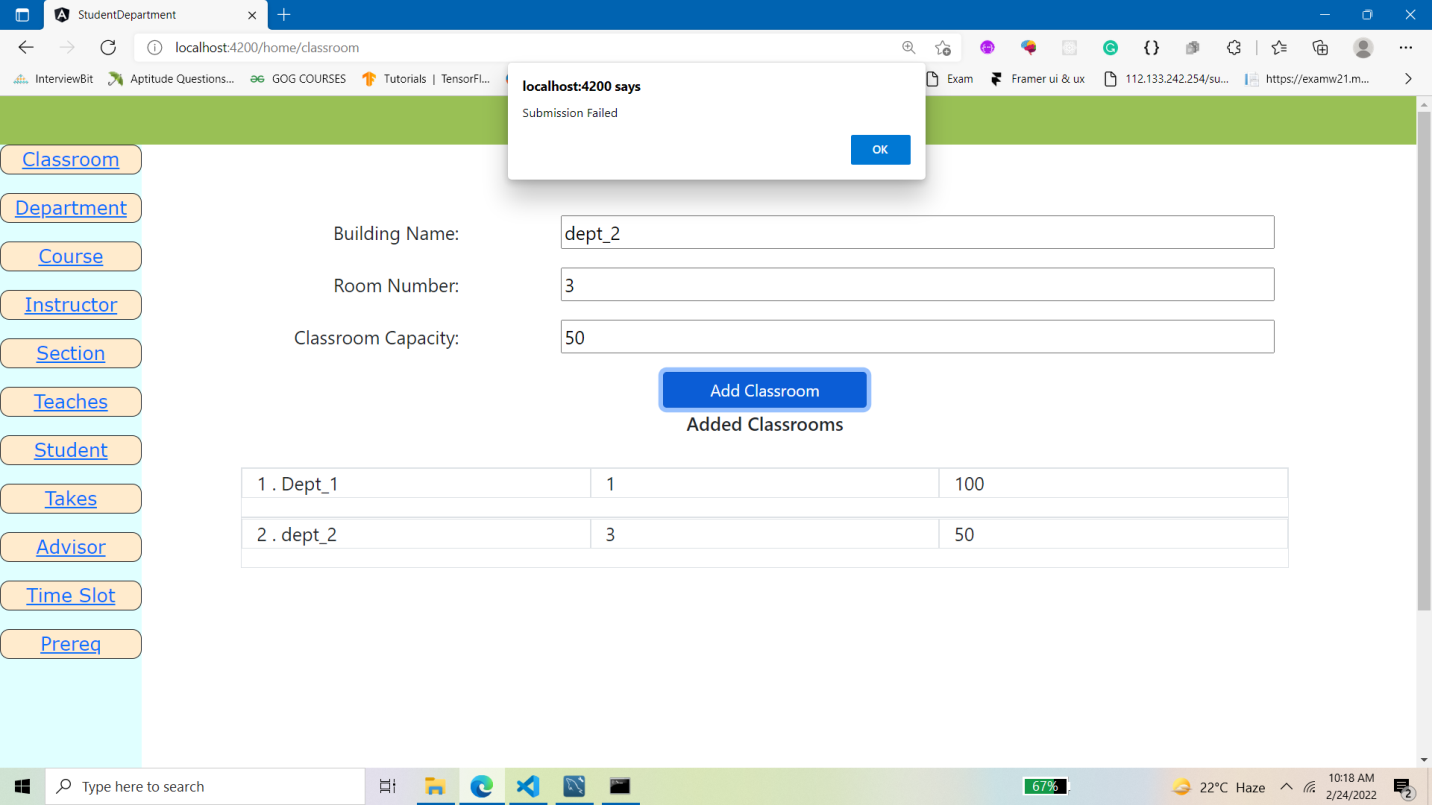 StudentDepartment
localhost:4200/home/classroom
InterviewBit
Aptitude Questions...
GOG COURSES
Tutorials | TensorFl...
Exam
Framer ui & ux
112.133.242.254/su...
https://examw21.m...
localhost:4200 says
Submission Failed
OK
Classroom
Department
Course
Instructor
Section
Teaches
Student
Takes
Advisor
Time Slot
Prereq
Building Name: dept_2
Room Number: 3
Classroom Capacity: 50
Add Classroom
Added Classrooms
1 . Dept_1 1 100
2 . dept_2 3 50
Type here to search
67%
22°C Haze
10:18 AM
2/24/2022
2